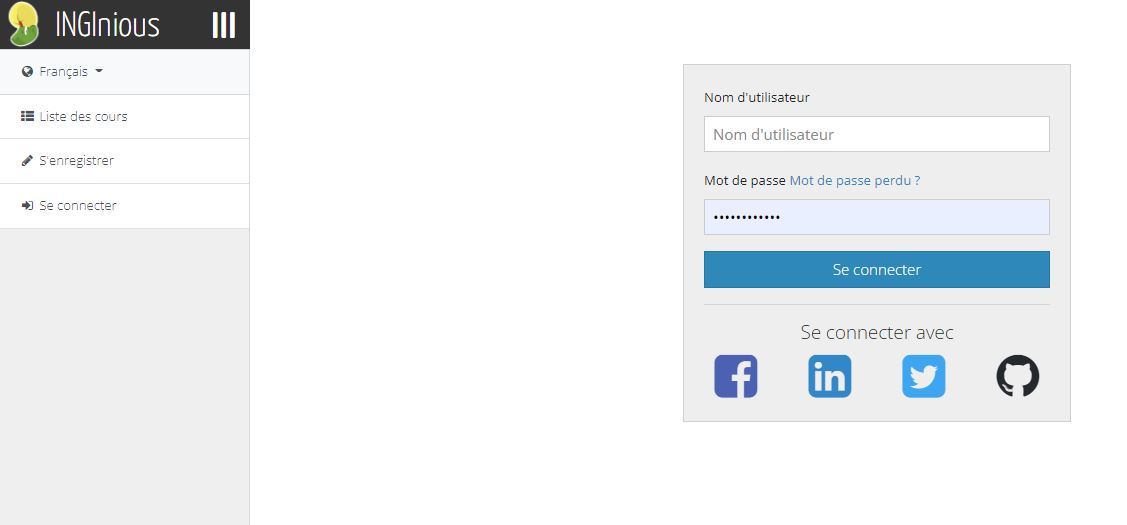 INGInious
Français
Liste des cours
S'enregistrer
Se connecter
Nom d'utilisateur
Nom d'utilisateur
Mot de passe Mot de passe perdu ?
••••••••••••
Se connecter
Se connecter avec